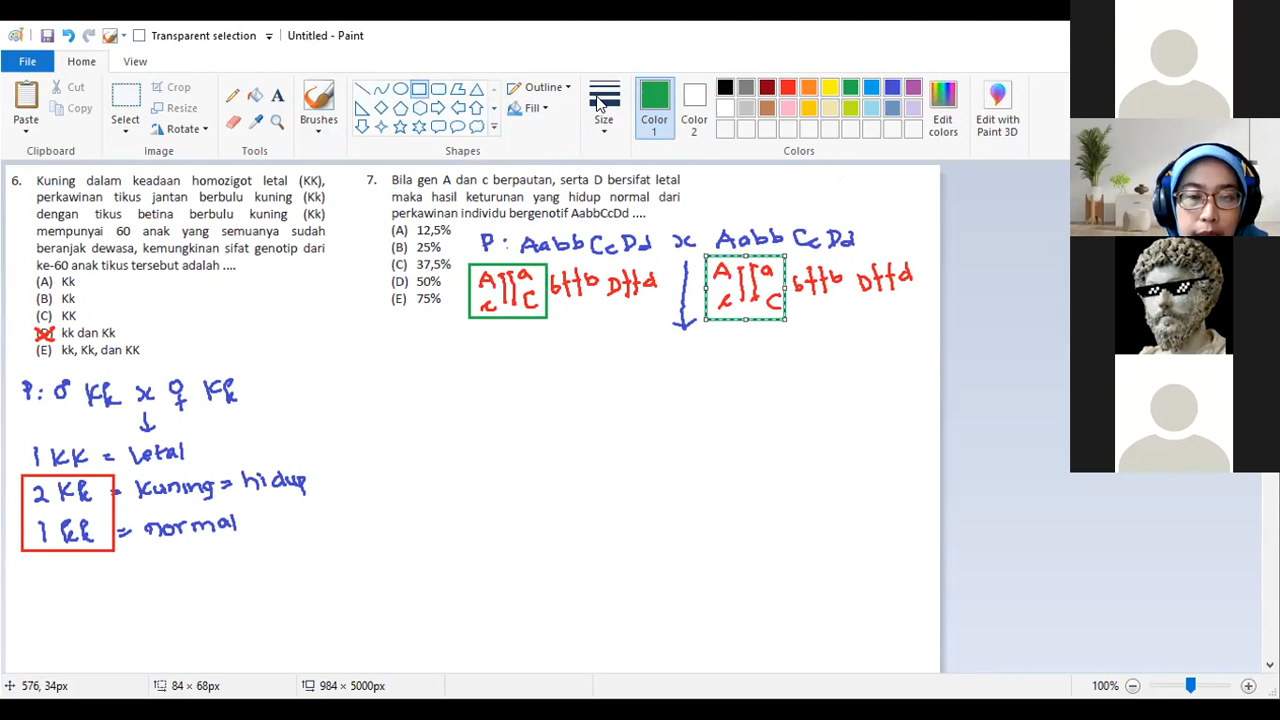 Transparent selection
Untitled - Paint
File
Home
View
Paste
Cut
Copy
Clipboard
Select
Crop
Resize
Rotate
Image
Tools
Brushes
Shapes
Outline
Fill
Size
Color 1
Color 2
Colors
Edit colors
Edit with Paint 3D
6. Kuning dalam keadaan homozigot letal (KK),
perkawinan tikus jantan berbulu kuning (Kk)
dengan tikus betina berbulu kuning (Kk)
mempunyai 60 anak yang semuanya sudah
beranjak dewasa, kemungkinan sifat genotip dari
ke-60 anak tikus tersebut adalah ....
(A) Kk
(B) Kk
(C) KK
kk dan Kk
(E) kk, Kk, dan KK
P: ♂ Kk x ♀ Kk
↓
1 KK = letal
2 Kk = kuning = hidup
1 kk = normal
7. Bila gen A dan c berpautan, serta D bersifat letal
maka hasil keturunan yang hidup normal dari
perkawinan individu bergenotif AabbCcDd ....
(A) 12,5%
(B) 25%
(C) 37,5%
(D) 50%
(E) 75%
P: AabbCcDd x AabbCcDd
A a b b D d A a b b D d
c C c C
576, 34px
84 × 68px
984 × 5000px
100%